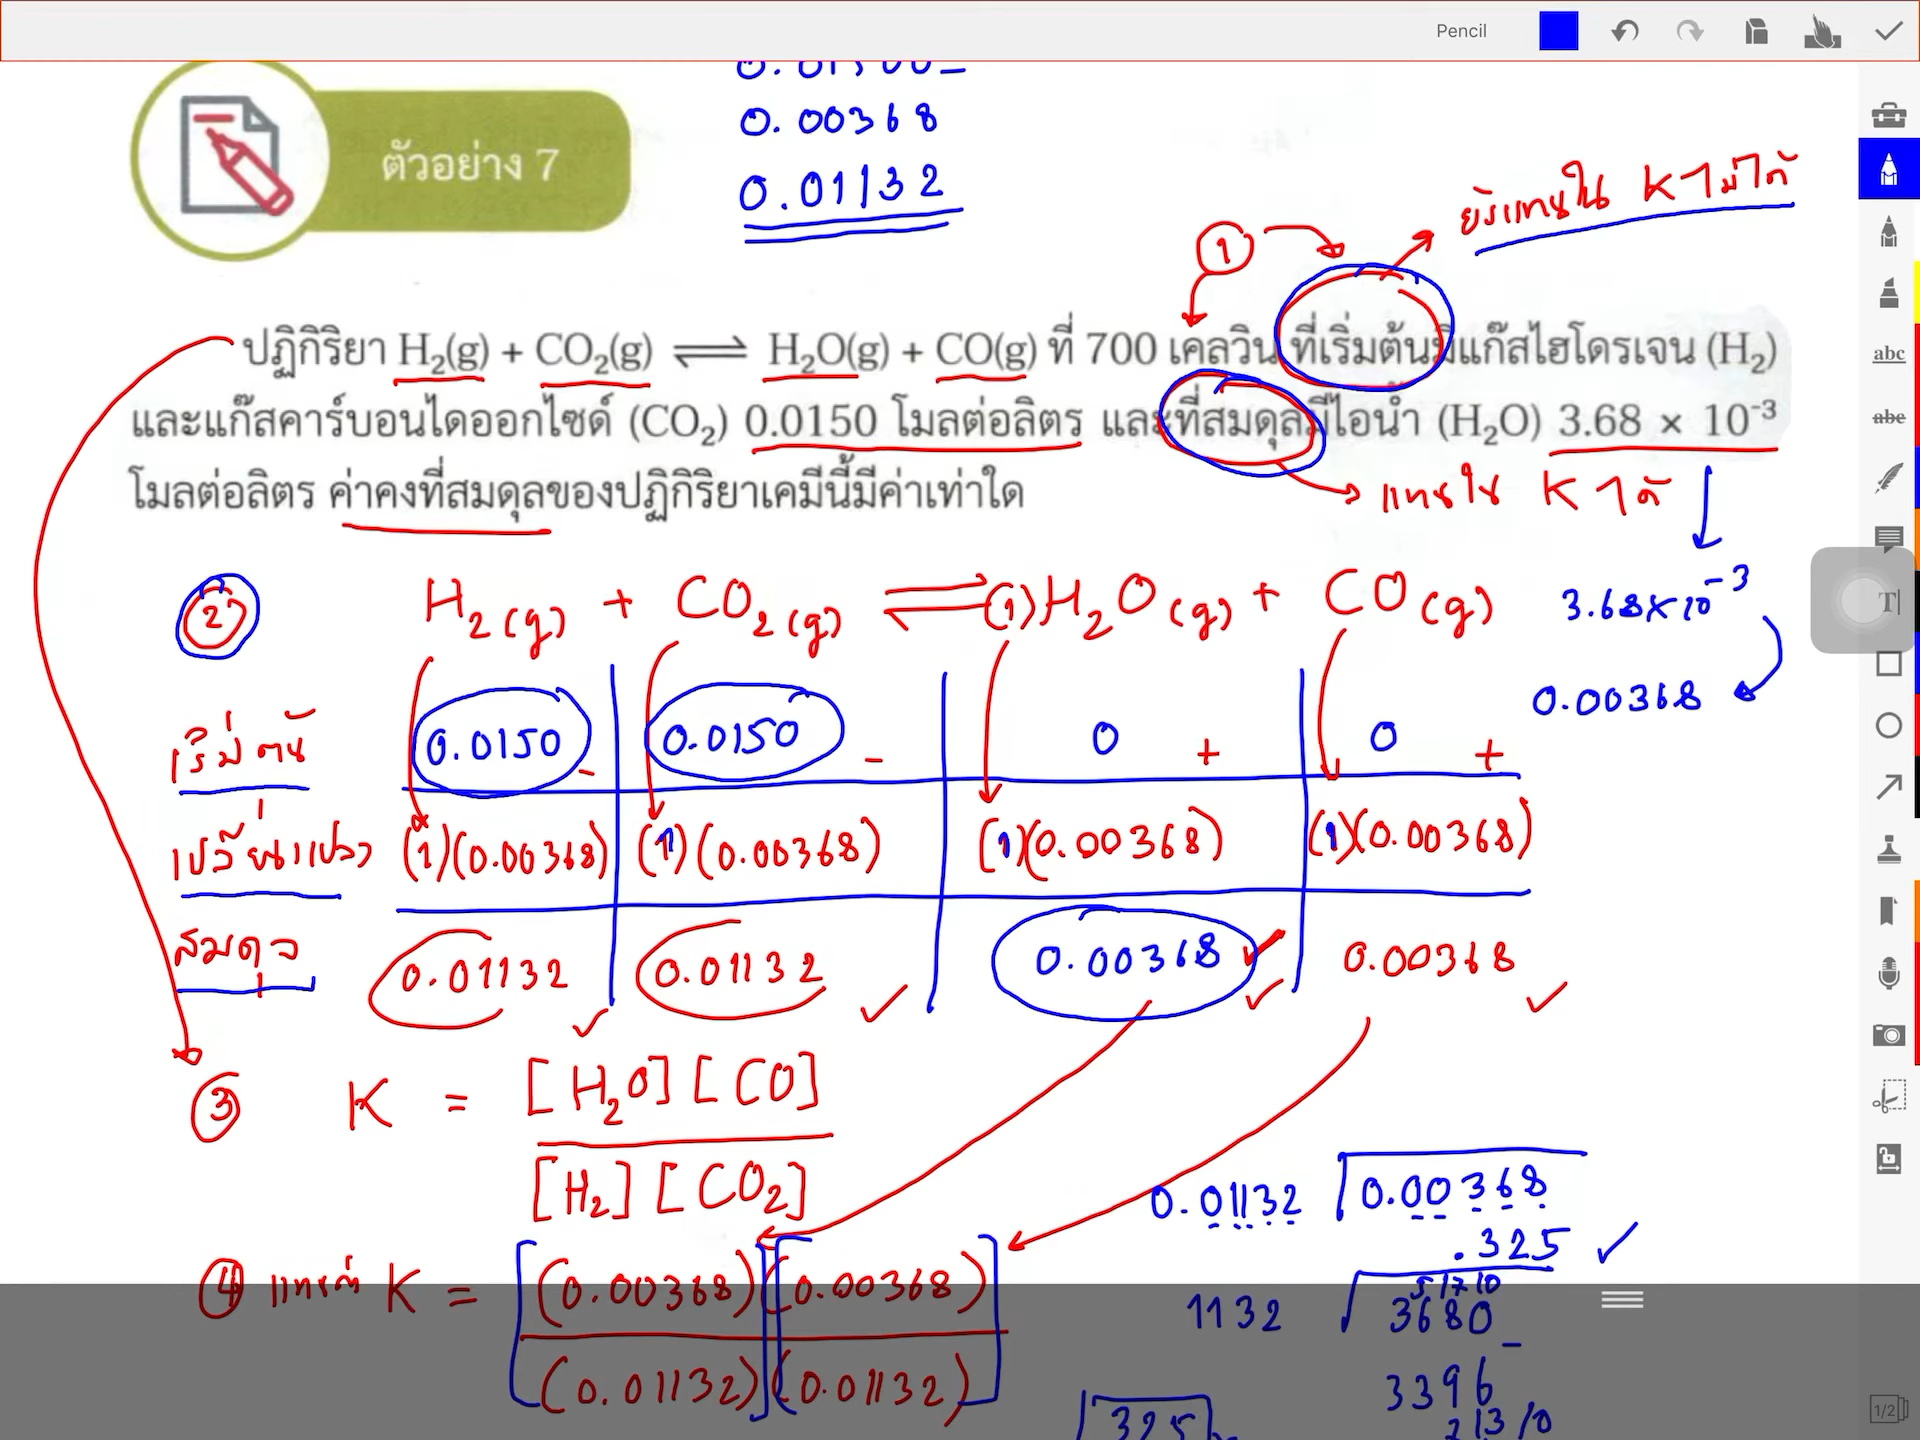 Pencil
0.00368
0.01132
ตัวอย่าง 7
ยังแทนใน K ไม่ได้
1
ปฏิกิริยา H₂(g) + CO₂(g) ⇌ H₂O(g) + CO(g) ที่ 700 เคลวิน ที่เริ่มต้นมีแก๊สไฮโดรเจน (H₂)
และแก๊สคาร์บอนไดออกไซด์ (CO₂) 0.0150 โมลต่อลิตร และที่สมดุลมีไอน้ำ (H₂O) 3.68 × 10⁻³
โมลต่อลิตร ค่าคงที่สมดุลของปฏิกิริยาเคมีนี้มีค่าเท่าใด
แทนใน K ได้
2 H₂(g) + CO₂(g) ⇌ (1)H₂O(g) + CO(g)
3.68×10⁻³
0.00368
เริ่มต้น 0.0150 - 0.0150 - 0 + 0 +
เปลี่ยนแปลง (1)(0.00368) (1)(0.00368) (1)(0.00368) (1)(0.00368)
สมดุล 0.01132 0.01132 0.00368 0.00368
3 K = [H₂O][CO]
[H₂][CO₂]
0.01132 0.00368
.325
4 แทนค่า K = (0.00368)(0.00368)
(0.01132)(0.01132)
1132 3680
3396
325
abc
abc
T
1/2